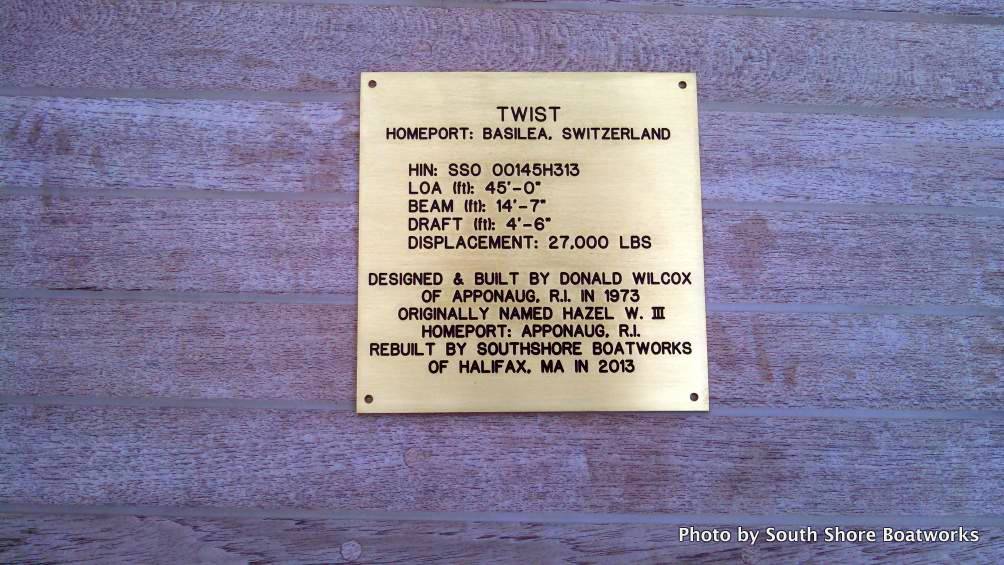 TWIST
HOMEPORT: BASILEA, SWITZERLAND
HIN: SSO 00145H313
LOA (ft): 45'-0"
BEAM (ft): 14'-7"
DRAFT (ft): 4'-6"
DISPLACEMENT: 27,000 LBS
DESIGNED & BUILT BY DONALD WILCOX
OF APPONAUG, R.I. IN 1973
ORIGINALLY NAMED HAZEL W. III
HOMEPORT: APPONAUG, R.I.
REBUILT BY SOUTHSHORE BOATWORKS
OF HALIFAX, MA IN 2013
Photo by South Shore Boatworks